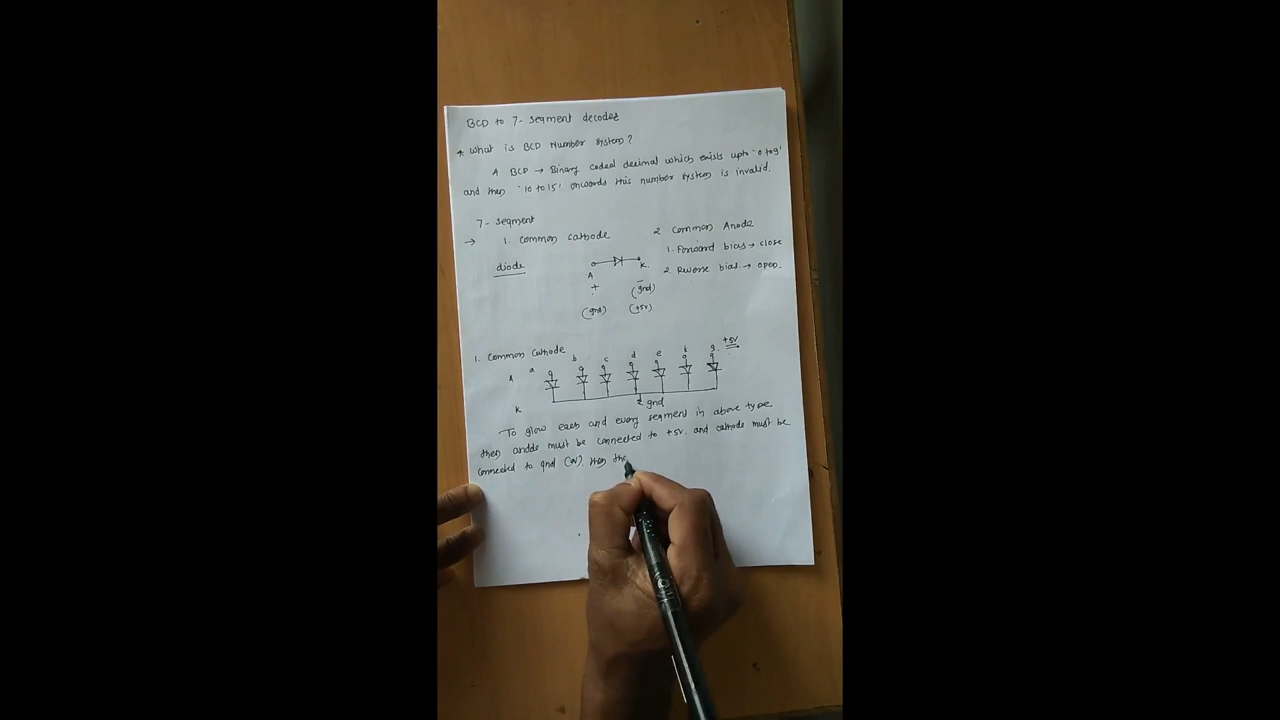 BCD to 7- segment decoder
* What is BCD Number system?
A BCD → Binary coded decimal which exists upto '0 to 9'
and then '10 to 15' onwards this number system is invalid.
7- segment
→ 1. Common cathode 2 Common Anode
1. Forward bias → close
diode
A K.
2. Reverse bias → open.
+ -
(gnd)
(gnd) (+5V)
1. Common Cathode
+5V
A a b c d e f g.
K
gnd
To glow each and every segment in above type
then anode must be connected to +5V. and cathode must be
connected to gnd (0V). then the